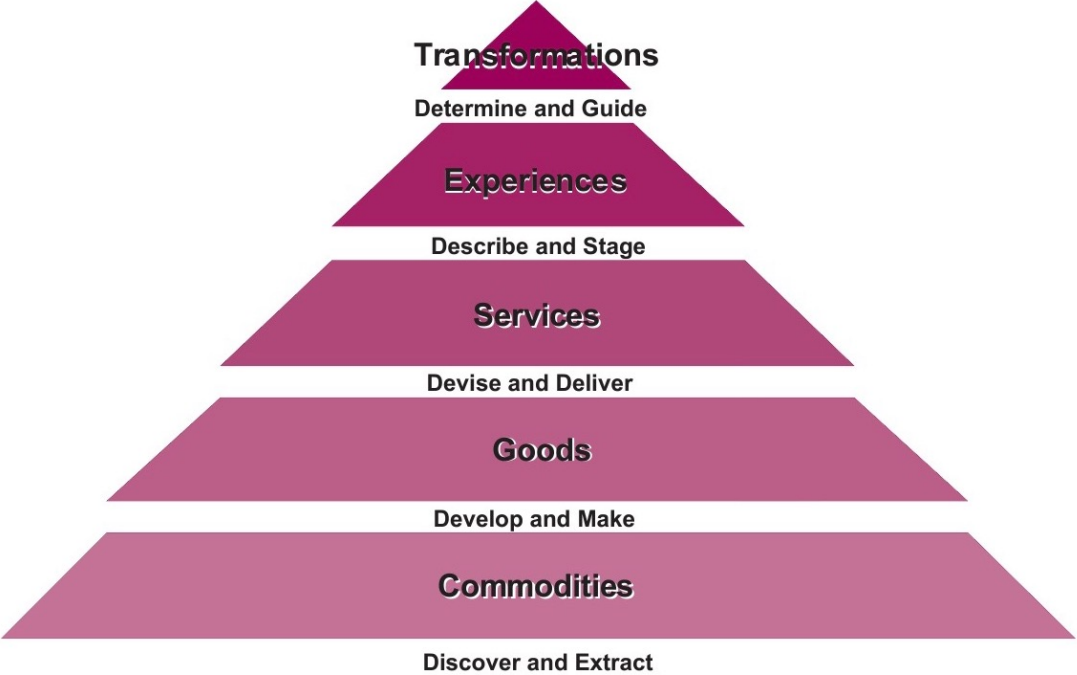 Transformations
Determine and Guide
Experiences
Describe and Stage
Services
Devise and Deliver
Goods
Develop and Make
Commodities
Discover and Extract